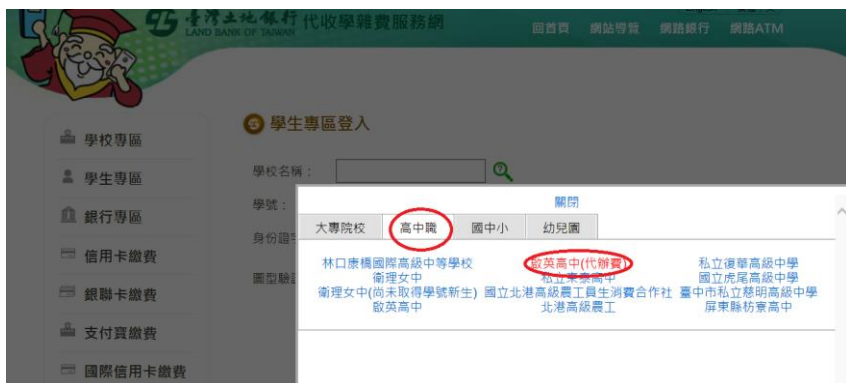 臺灣土地銀行 代收學雜費服務網
LAND BANK OF TAIWAN
回首頁 網站導覽 網路銀行 網路ATM
學校專區
學生專區
銀行專區
信用卡繳費
銀聯卡繳費
支付寶繳費
國際信用卡繳費
學生專區登入
學校名稱：
學號：
身份證
圖型驗
關閉
大專院校 高中職 國中小 幼兒園
林口康橋國際高級中等學校 啟英高中(代辦費) 私立復華高級中學
衛理女中 私立東泰高中 國立虎尾高級中學
衛理女中(尚未取得學號新生) 國立北港高級農工員生消費合作社 臺中市私立慈明高級中學
啟英高中 北港高級農工 屏東縣枋寮高中